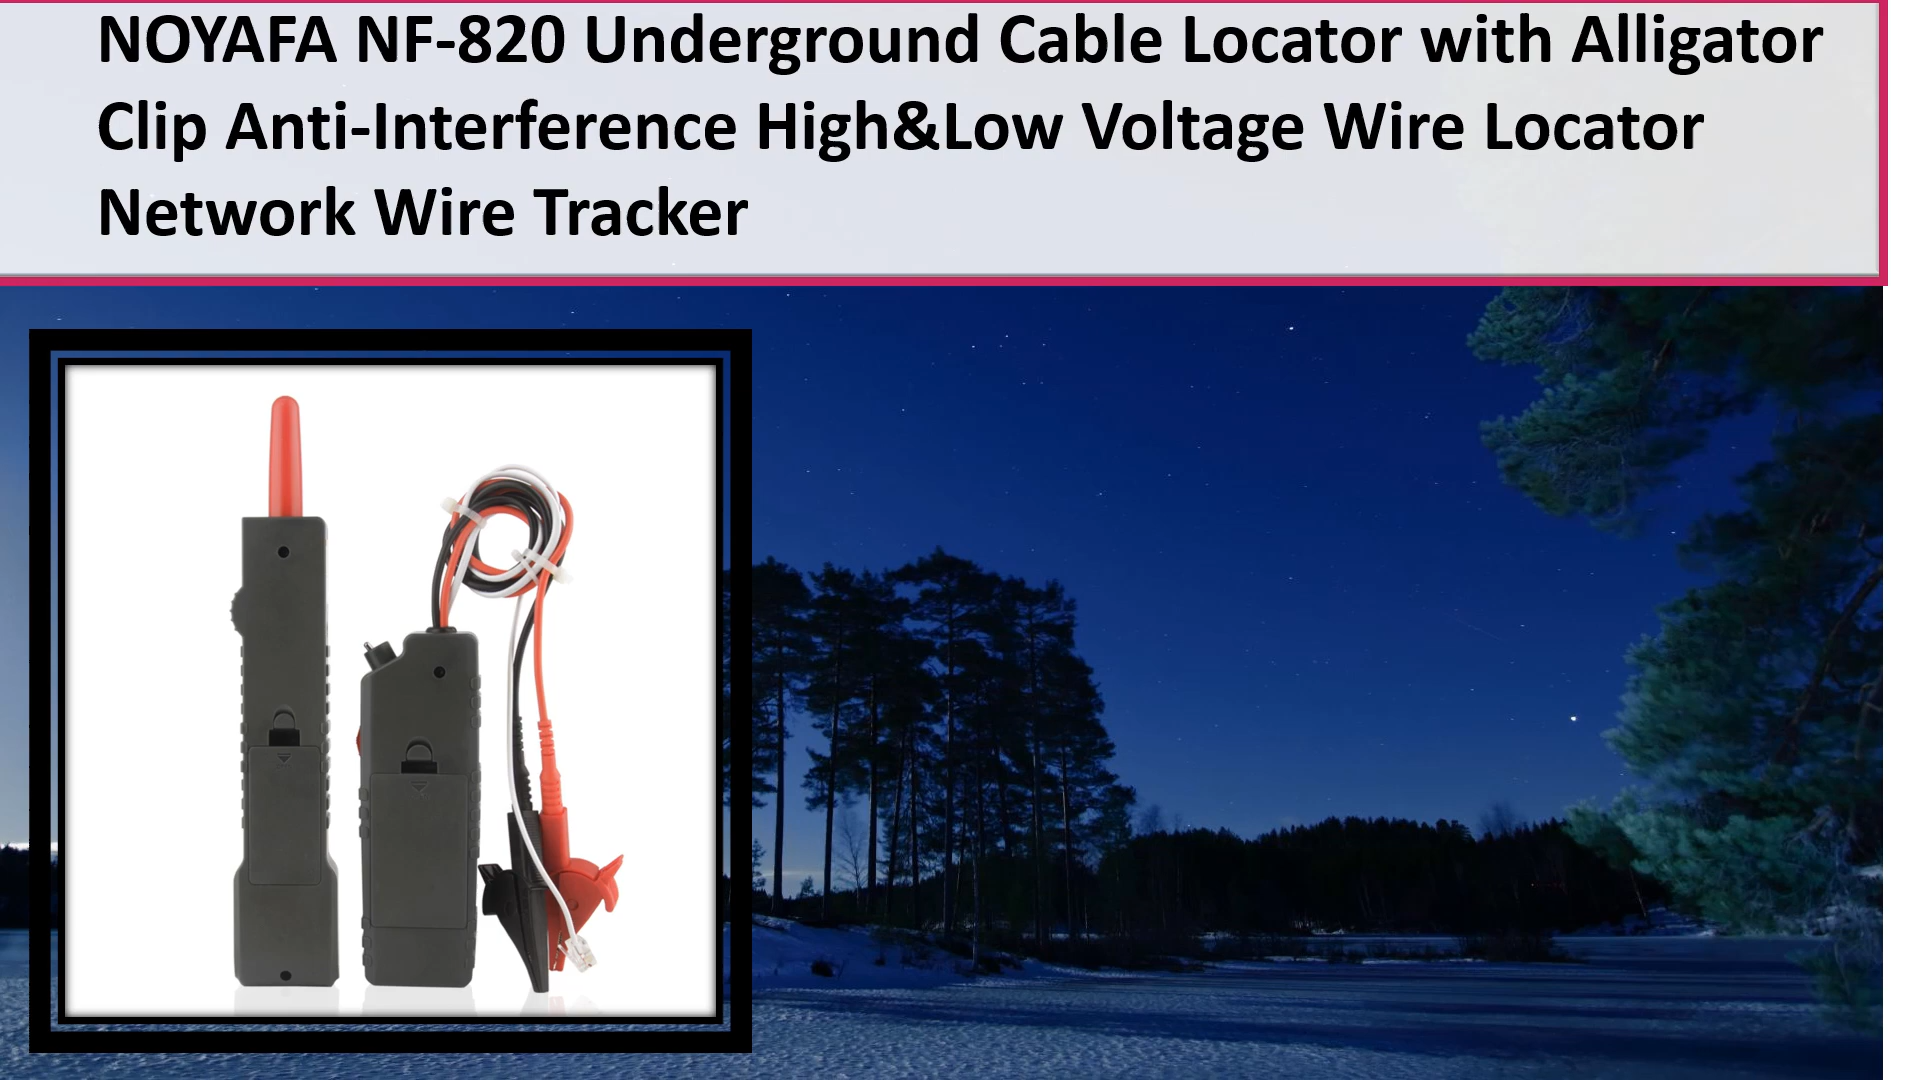 NOYAFA NF-820 Underground Cable Locator with Alligator
Clip Anti-Interference High&Low Voltage Wire Locator
Network Wire Tracker